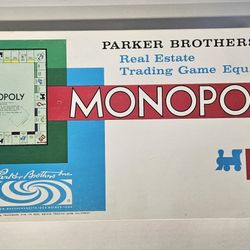 PARKER BROTHERS
Real Estate
Trading Game Equ
OPOLY
MONOPO
Parker Brothers Inc.